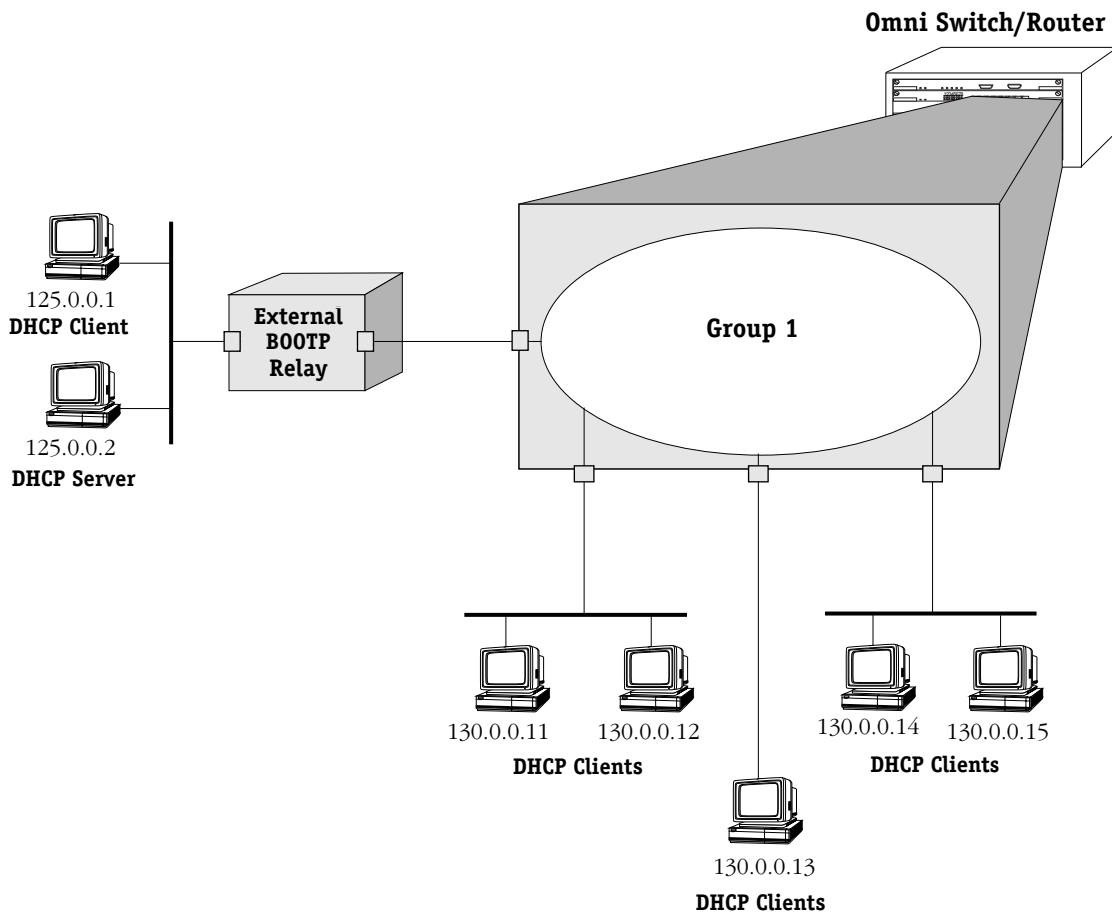 Omni Switch/Router
125.0.0.1
DHCP Client
External
BOOTP
Relay
Group 1
125.0.0.2
DHCP Server
130.0.0.11
130.0.0.12
DHCP Clients
130.0.0.14
130.0.0.15
DHCP Clients
130.0.0.13
DHCP Clients